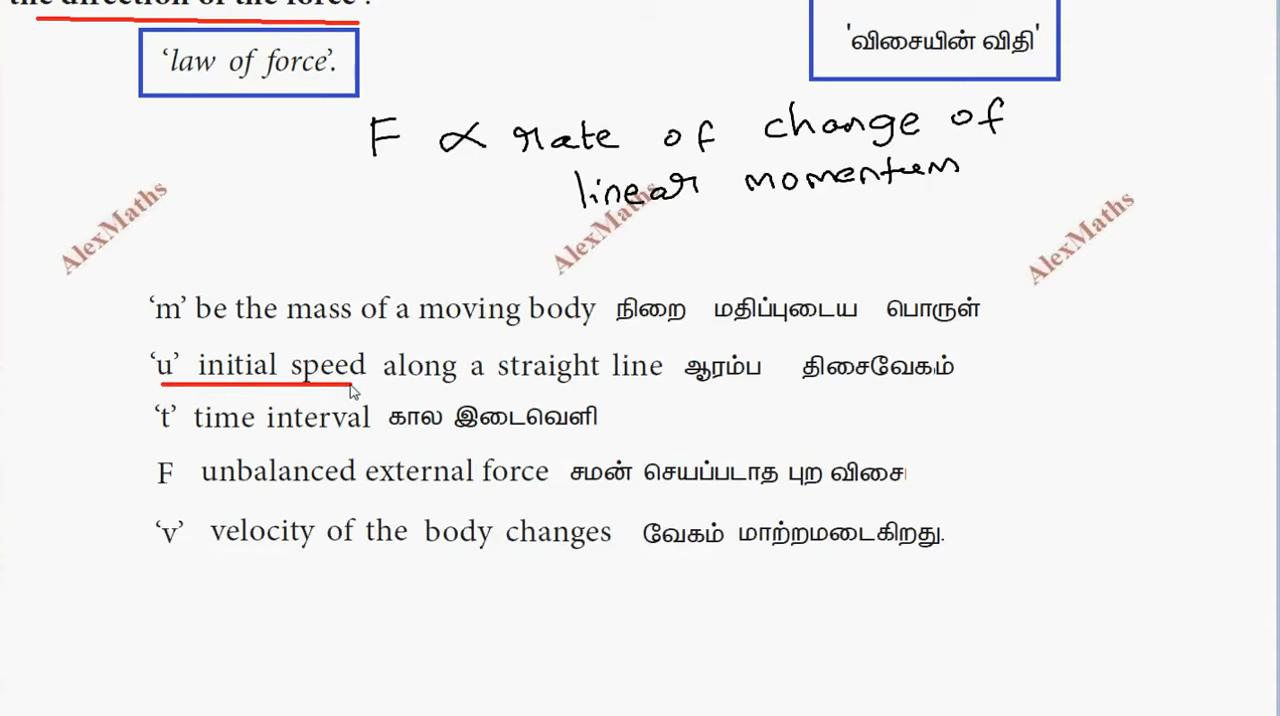 the direction of the force'.
'law of force'.
'விசையின் விதி'
F ∝ rate of change of
linear momentum
AlexMaths
AlexMaths
AlexMaths
'm' be the mass of a moving body நிறை மதிப்புடைய பொருள்
'u' initial speed along a straight line ஆரம்ப திசைவேகம்
't' time interval கால இடைவெளி
F unbalanced external force சமன் செயப்படாத புற விசை
'v' velocity of the body changes வேகம் மாற்றமடைகிறது.